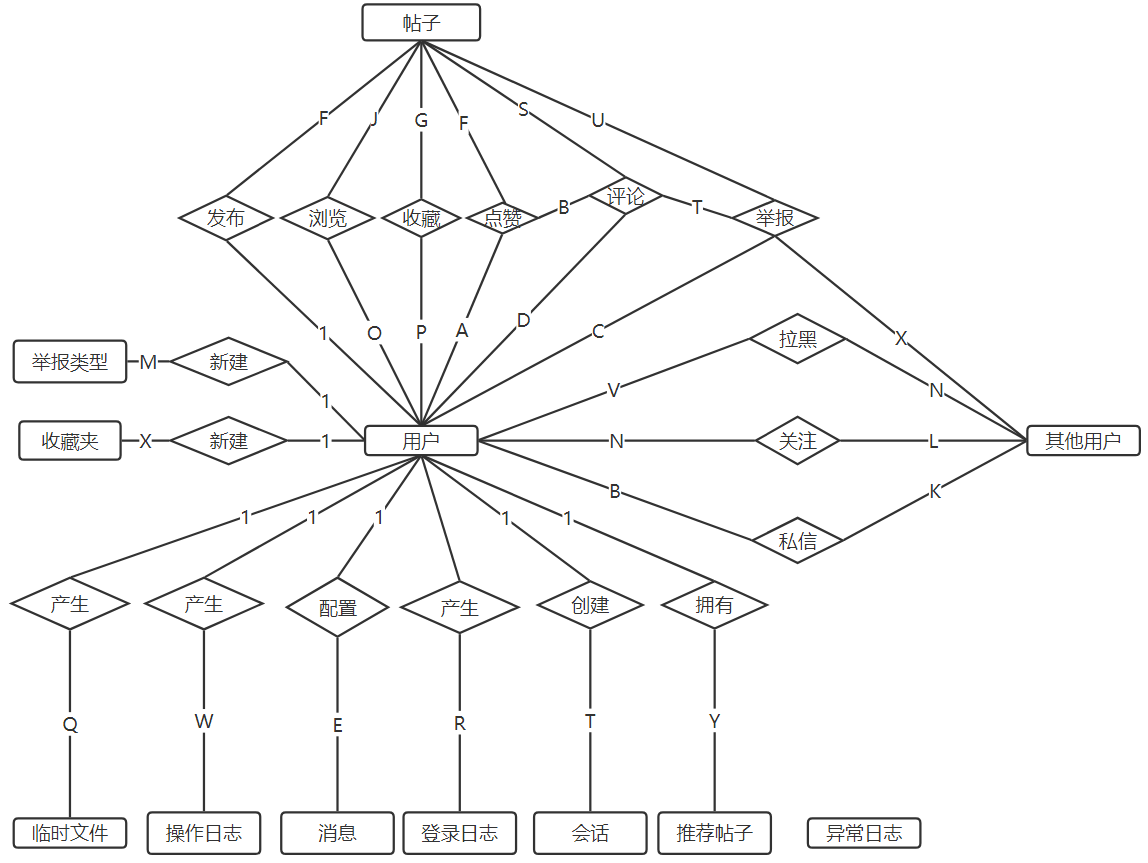 帖子
F
J
G
F
S
U
发布
浏览
收藏
点赞
B
评论
T
举报
1
O
P
A
D
C
X
拉黑
举报类型
M
新建
1
V
N
收藏夹
X
新建
1
用户
N
关注
L
其他用户
B
K
私信
1
1
1
1
1
产生
产生
配置
产生
创建
拥有
Q
W
E
R
T
Y
临时文件
操作日志
消息
登录日志
会话
推荐帖子
异常日志